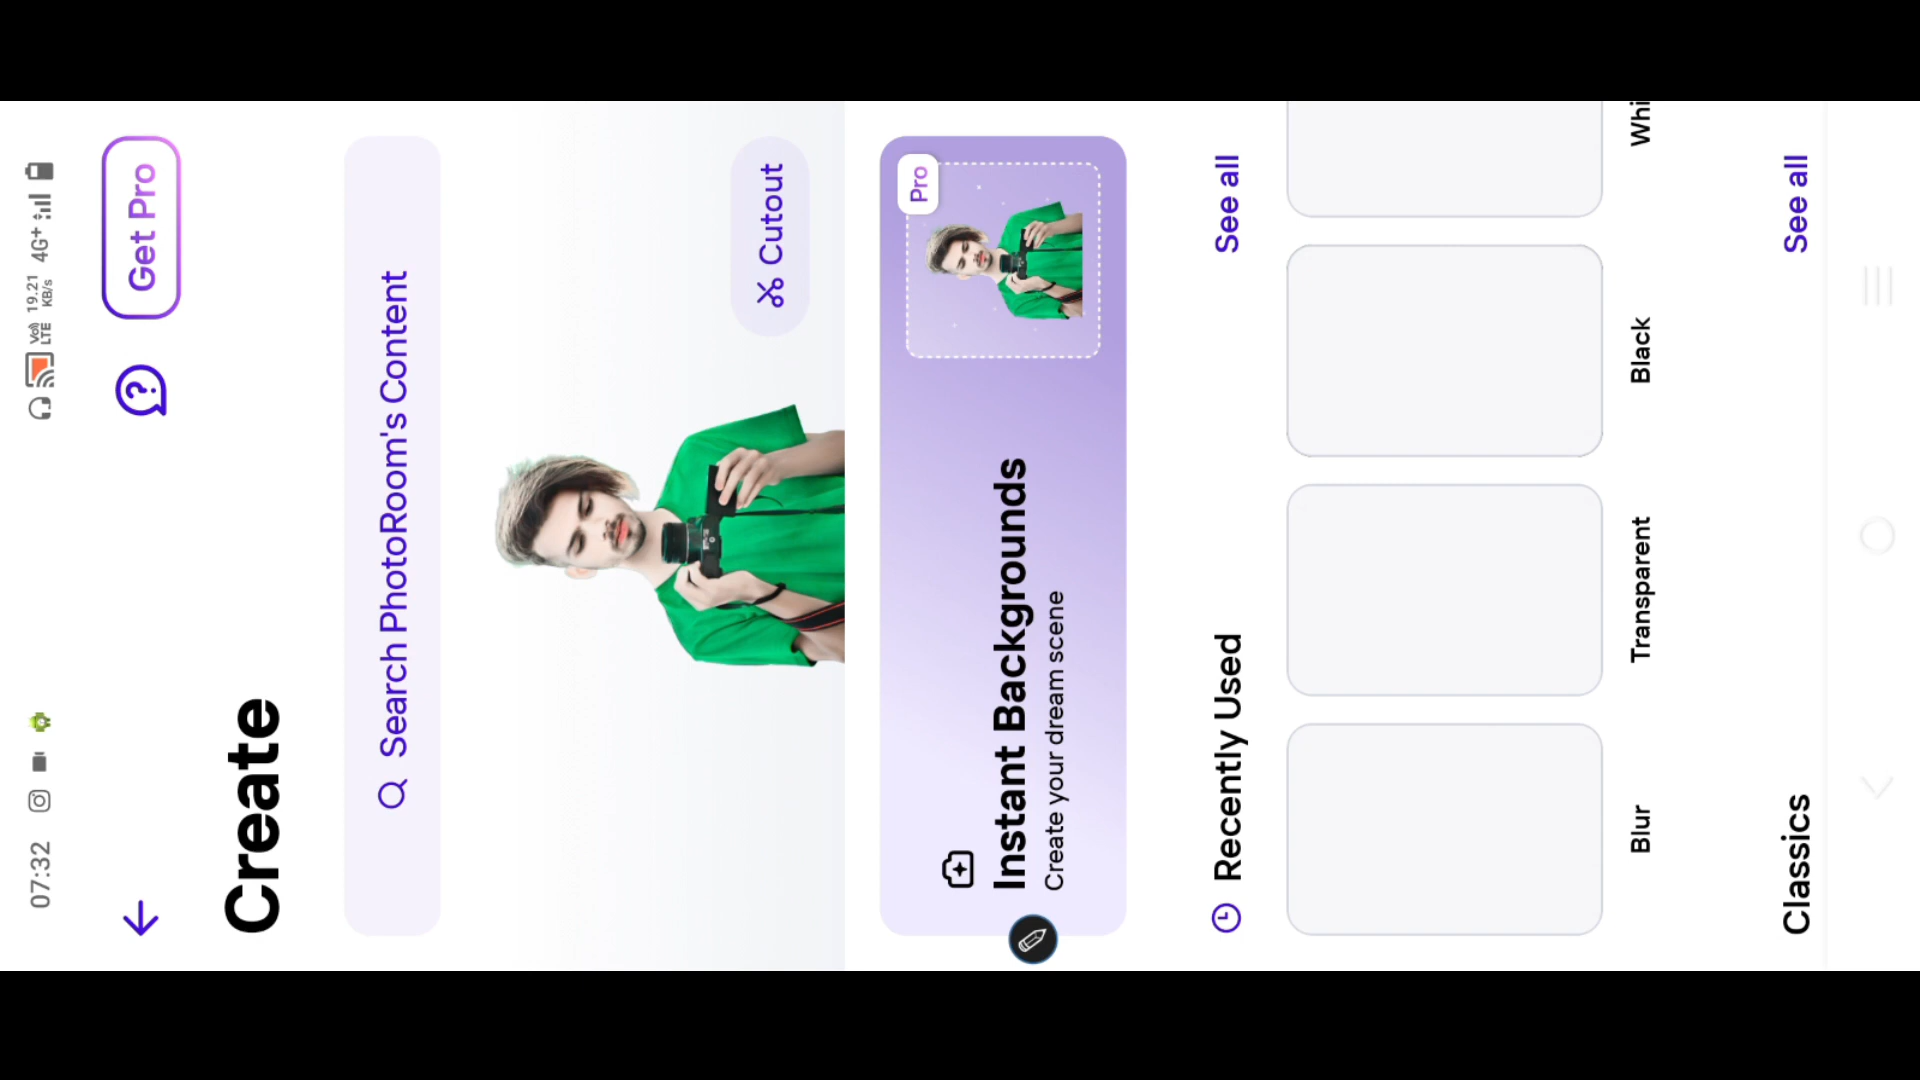 07:32
Vo)) LTE
19.21 KB/s
4G+
Get Pro
Create
Search PhotoRoom's Content
Cutout
Pro
Instant Backgrounds
Create your dream scene
Recently Used
See all
Blur
Transparent
Black
Whi
Classics
See all